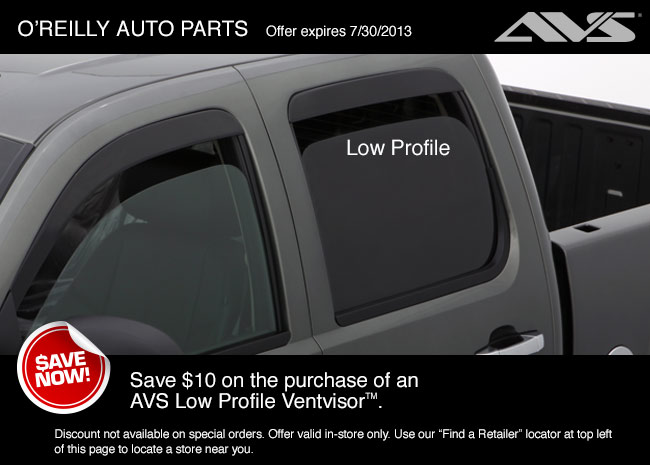 O'REILLY AUTO PARTS Offer expires 7/30/2013 AVS
Low Profile
$AVE
NOW!
Save $10 on the purchase of an
AVS Low Profile Ventvisor™.
Discount not available on special orders. Offer valid in-store only. Use our “Find a Retailer” locator at top left
of this page to locate a store near you.